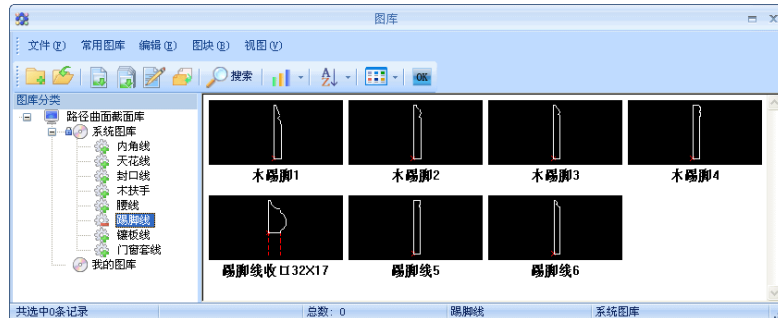 图库
文件(F) 常用图库 编辑(E) 图块(B) 视图(V)
搜索 OK
图库分类
路径曲面截面库
系统图库
内角线
天花线
封口线
木扶手
腰线
踢脚线
镶板线
门窗套线
我的图库
木踢脚1 木踢脚2 木踢脚3 木踢脚4
踢脚线收口32X17 踢脚线5 踢脚线6
共选中0条记录 总数: 0 踢脚线 系统图库